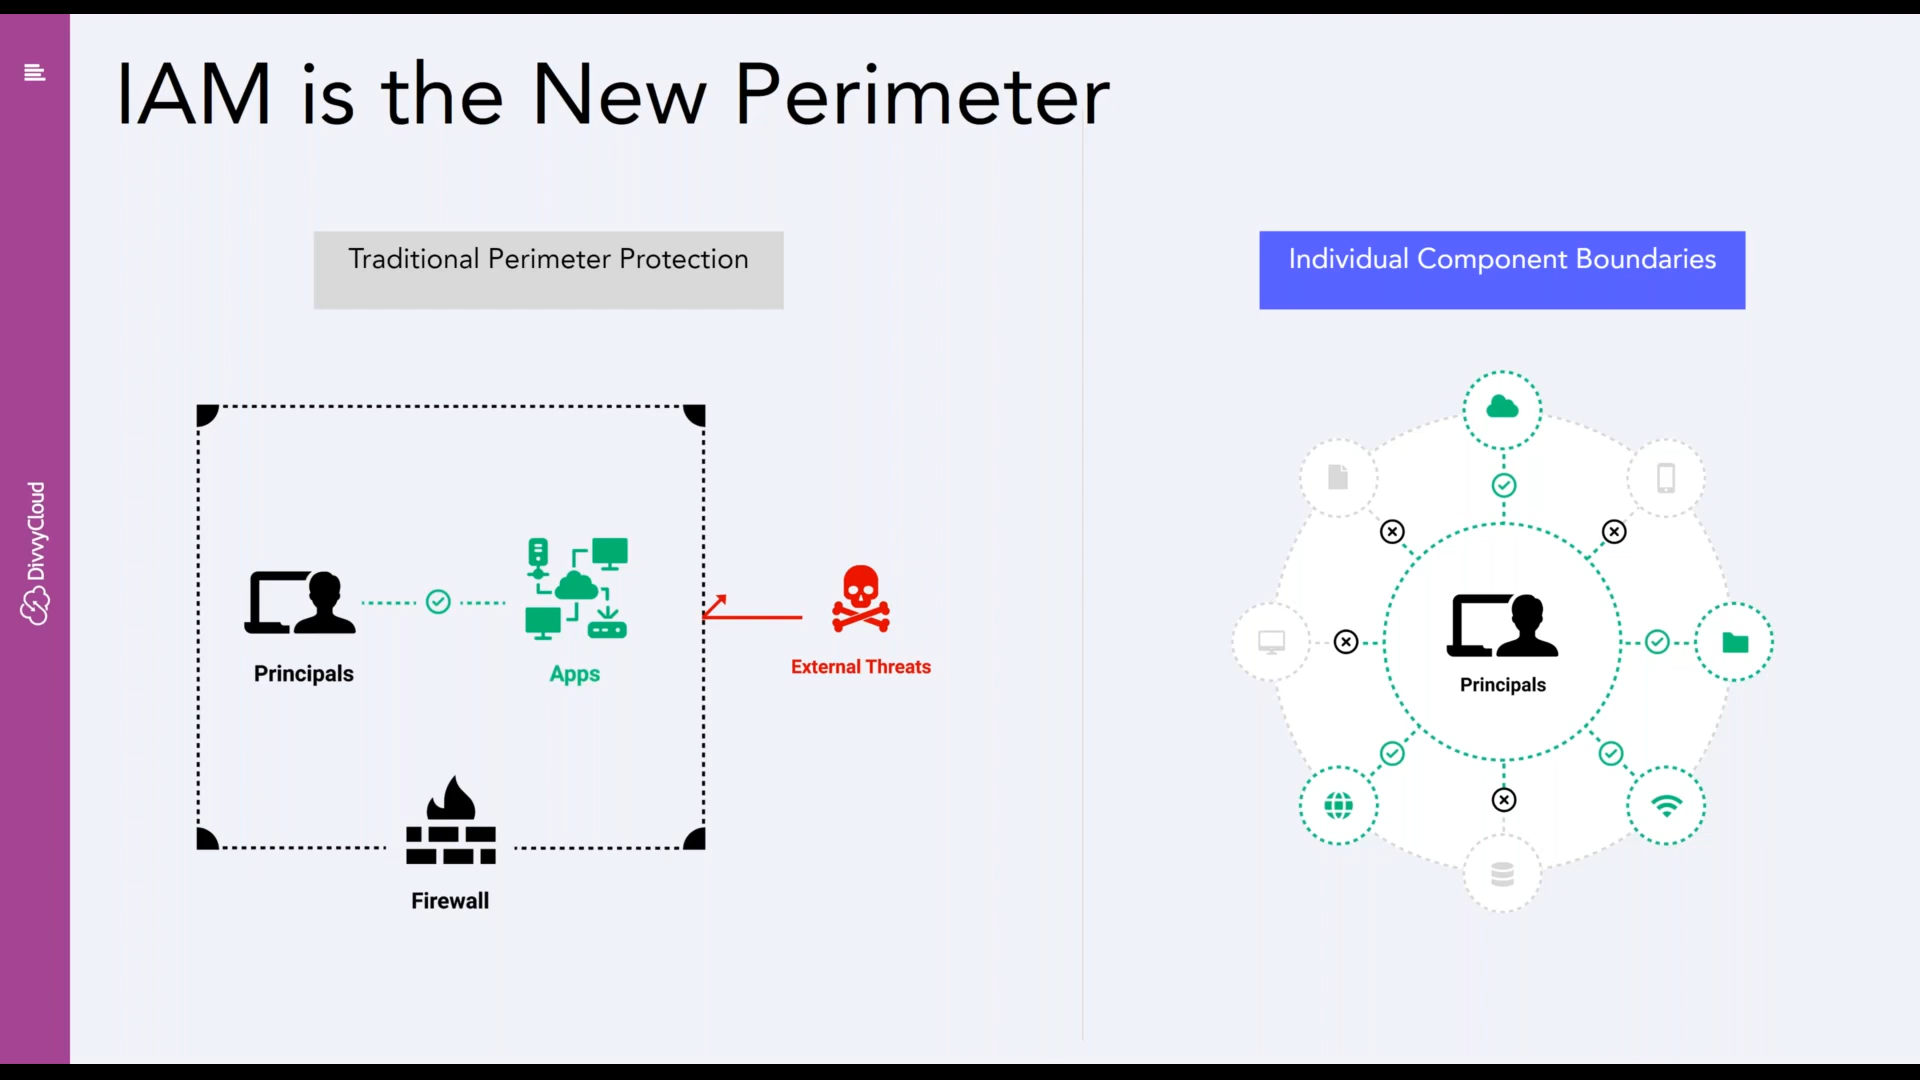 IAM is the New Perimeter
Traditional Perimeter Protection
Individual Component Boundaries
Principals
Apps
External Threats
Firewall
Principals
DivvyCloud